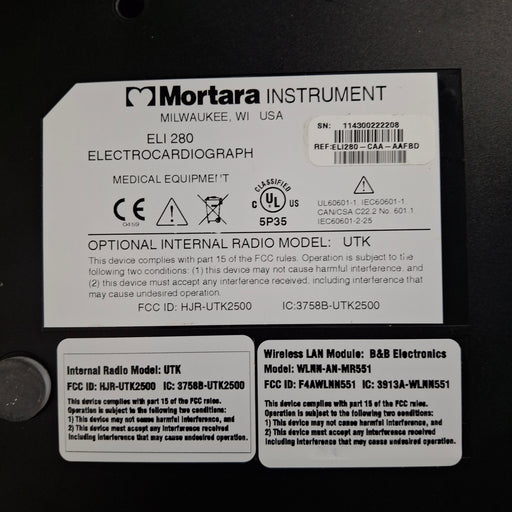 Mortara INSTRUMENT
MILWAUKEE, WI USA
ELI 280
ELECTROCARDIOGRAPH
SN: 114300222208
REF:ELI280-CAA-AAFBD
MEDICAL EQUIPMENT
CLASSIFIED
C UL US
5P35
CE
UL60601-1, IEC60601-1
CAN/CSA C22.2 No. 601.1
IEC60601-2-25
OPTIONAL INTERNAL RADIO MODEL: UTK
This device complies with part 15 of the FCC rules. Operation is subject to the
following two conditions: (1) this device may not cause harmful interference. and
(2) this device must accept any interference received, including interference that
may cause undesired operation.
FCC ID: HJR-UTK2500 IC:3758B-UTK2500
Internal Radio Model: UTK
FCC ID: HJR-UTK2500 IC: 3758B-UTK2500
This device complies with part 15 of FCC rules.
Operation is subject to the following two conditions:
1) This device may not cause harmful interference, and
2) This device must accept any interference received
including interference that may cause undesired operation.
Wireless LAN Module: B&B Electronics
Model: WLNN-AN-MR551
FCC ID: F4AWLNN551 IC: 3913A-WLNN551
This device complies with part 15 of FCC rules.
Operation is subject to the following two conditions:
1) This device may not cause harmful interference, and
2) This device must accept any interference received
including interference that may cause undesired operation.